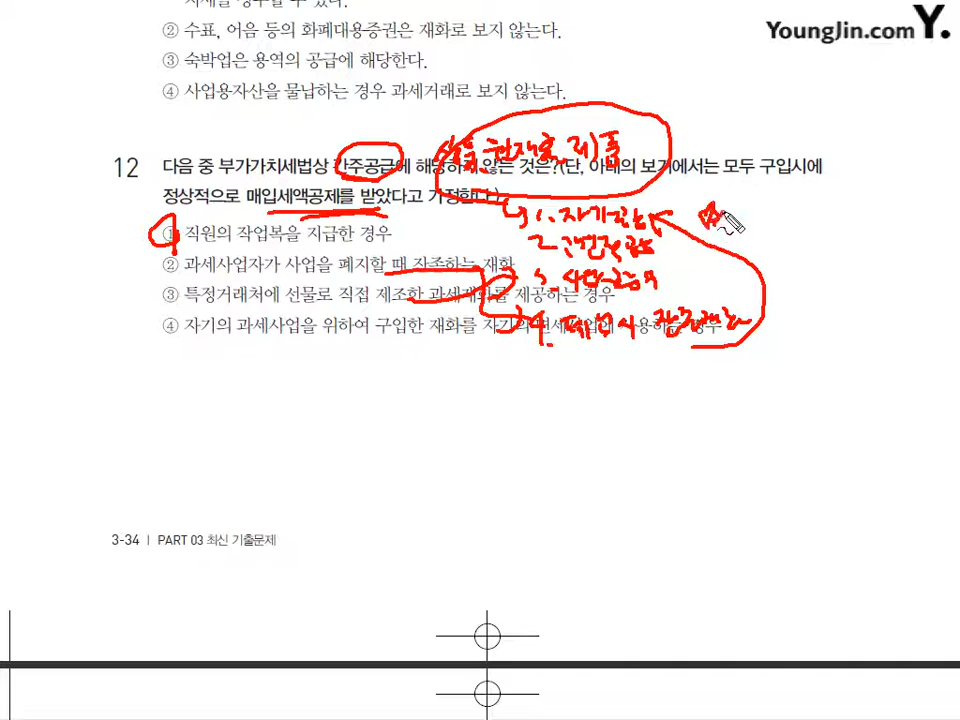 YoungJin.com Y.
② 수표, 어음 등의 화폐대용증권은 재화로 보지 않는다.
③ 숙박업은 용역의 공급에 해당한다.
④ 사업용자산을 물납하는 경우 과세거래로 보지 않는다.
12 다음 중 부가가치세법상 간주공급에 해당하지 않는 것은?(단, 아래의 보기에서는 모두 구입시에
정상적으로 매입세액공제를 받았다고 가정한다.)
① 직원의 작업복을 지급한 경우
② 과세사업자가 사업을 폐지할 때 잔존하는 재화
③ 특정거래처에 선물로 직접 제조한 과세재화를 제공하는 경우
④ 자기의 과세사업을 위하여 구입한 재화를 자기의 면세사업에 사용하는 경우
1. 자가공급
2. 개인적공급
3. 사업상증여
4. 폐업시 잔존재화
3-34 | PART 03 최신 기출문제